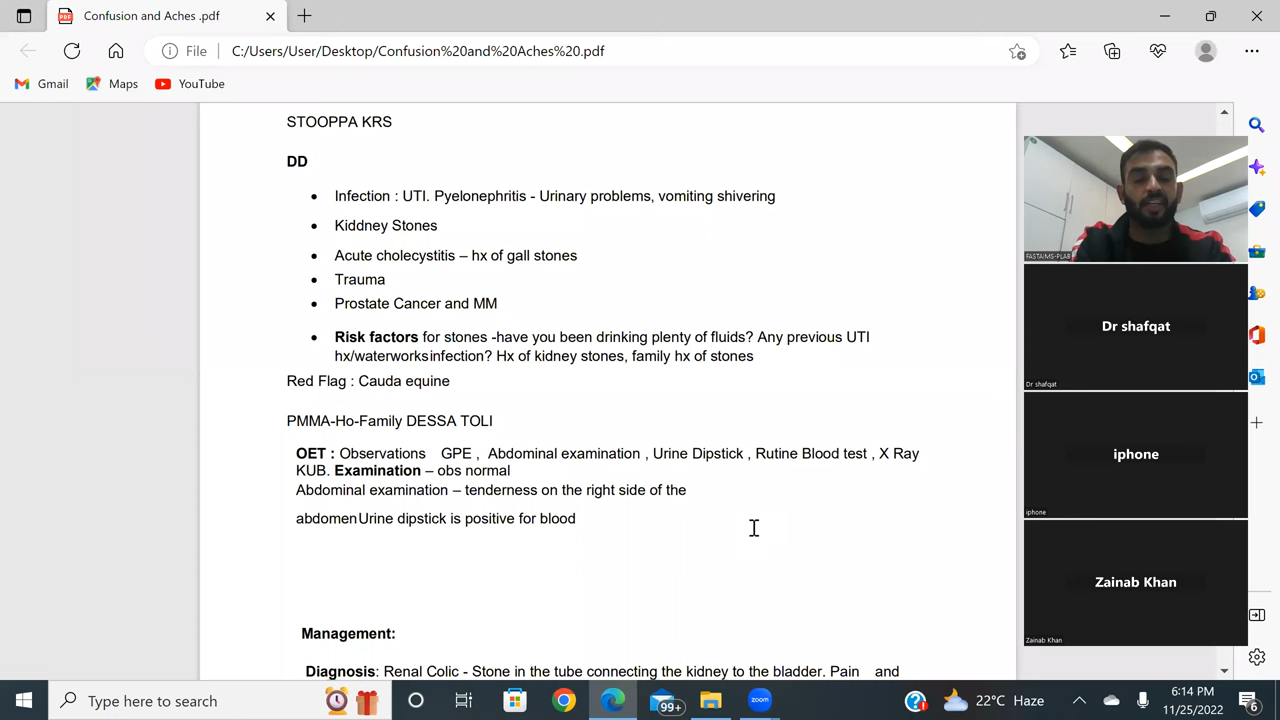 Confusion and Aches .pdf
File
C:/Users/User/Desktop/Confusion%20and%20Aches%20.pdf
Gmail
Maps
YouTube
STOOPPA KRS
DD
• Infection : UTI. Pyelonephritis - Urinary problems, vomiting shivering
• Kiddney Stones
• Acute cholecystitis – hx of gall stones
• Trauma
• Prostate Cancer and MM
• Risk factors for stones -have you been drinking plenty of fluids? Any previous UTI
hx/waterworksinfection? Hx of kidney stones, family hx of stones
Red Flag : Cauda equine
PMMA-Ho-Family DESSA TOLI
OET : Observations GPE , Abdominal examination , Urine Dipstick , Rutine Blood test , X Ray
KUB. Examination – obs normal
Abdominal examination – tenderness on the right side of the
abdomenUrine dipstick is positive for blood
Management:
Diagnosis: Renal Colic - Stone in the tube connecting the kidney to the bladder. Pain and
FASTAIMS-PLAB
Dr shafqat
Dr shafqat
iphone
iphone
Zainab Khan
Zainab Khan
Type here to search
99+
zoom
22°C Haze
6:14 PM
11/25/2022
6